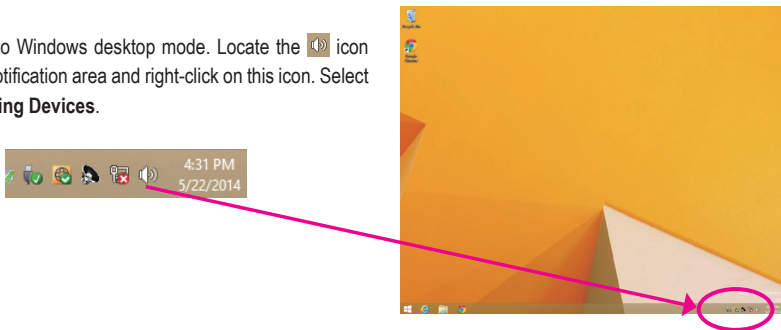 to Windows desktop mode. Locate the icon
otification area and right-click on this icon. Select
ing Devices.
4:31 PM
5/22/2014